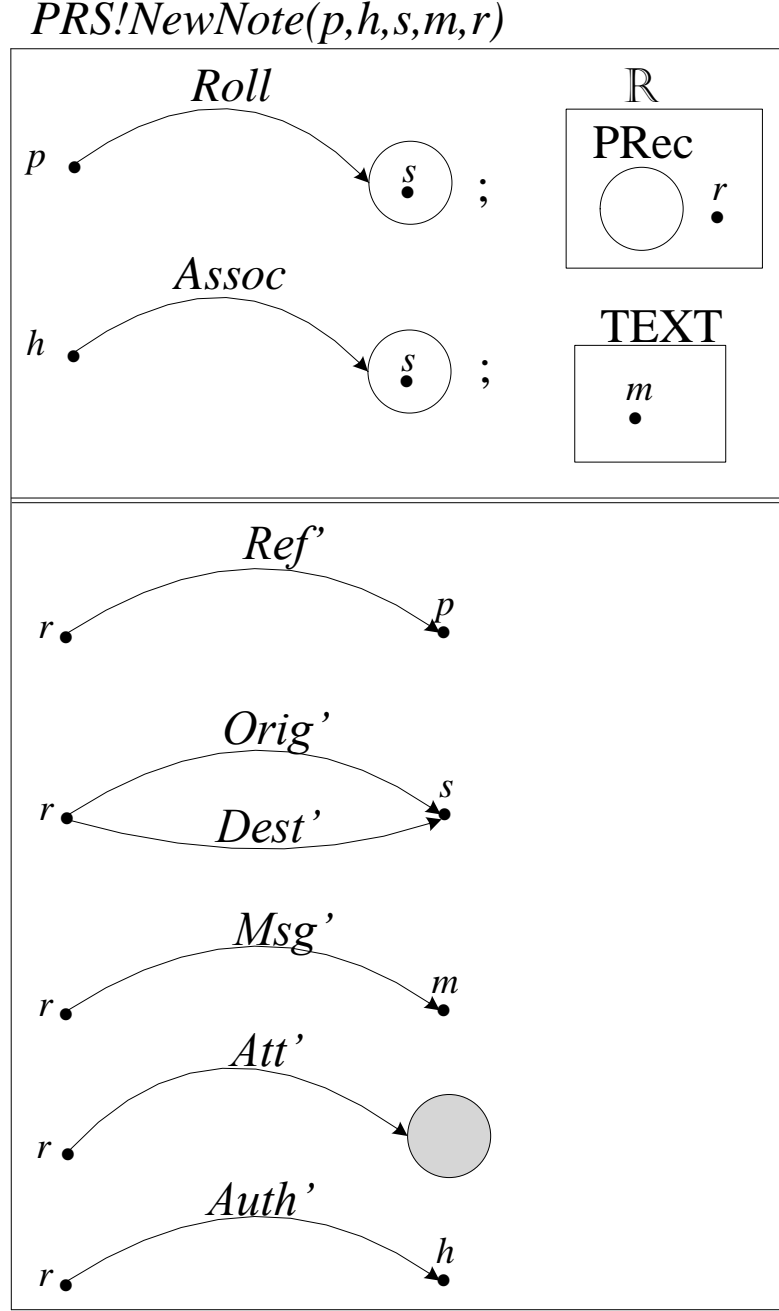 PRS!NewNote(p,h,s,m,r)
Roll
ℝ
p
s
;
PRec
r
Assoc
h
s
;
TEXT
m
Ref’
r
p
Orig’
r
s
Dest’
Msg’
r
m
Att’
r
Auth’
r
h